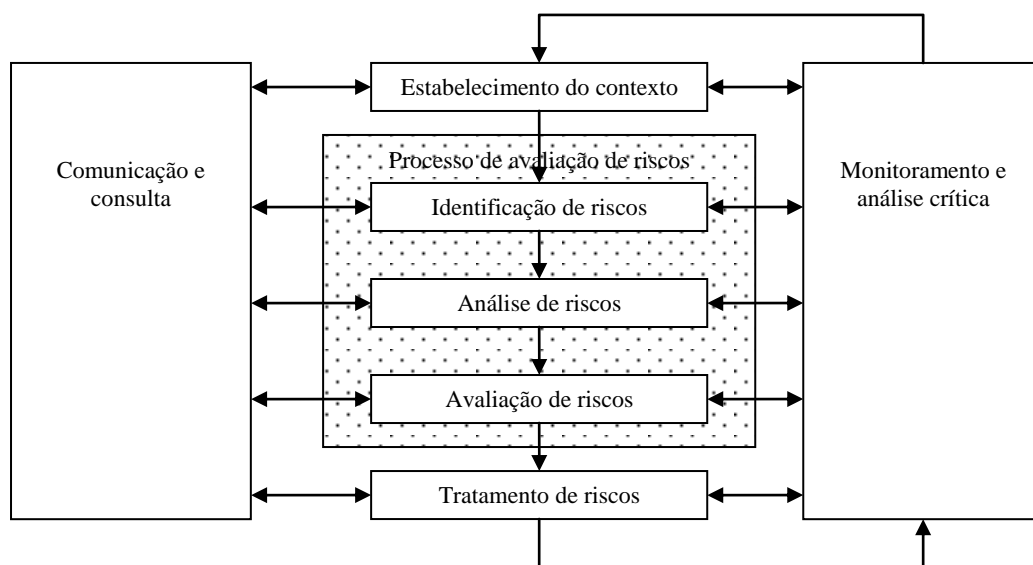 Estabelecimento do contexto
Comunicação e
consulta
Processo de avaliação de riscos
Monitoramento e
análise crítica
Identificação de riscos
Análise de riscos
Avaliação de riscos
Tratamento de riscos